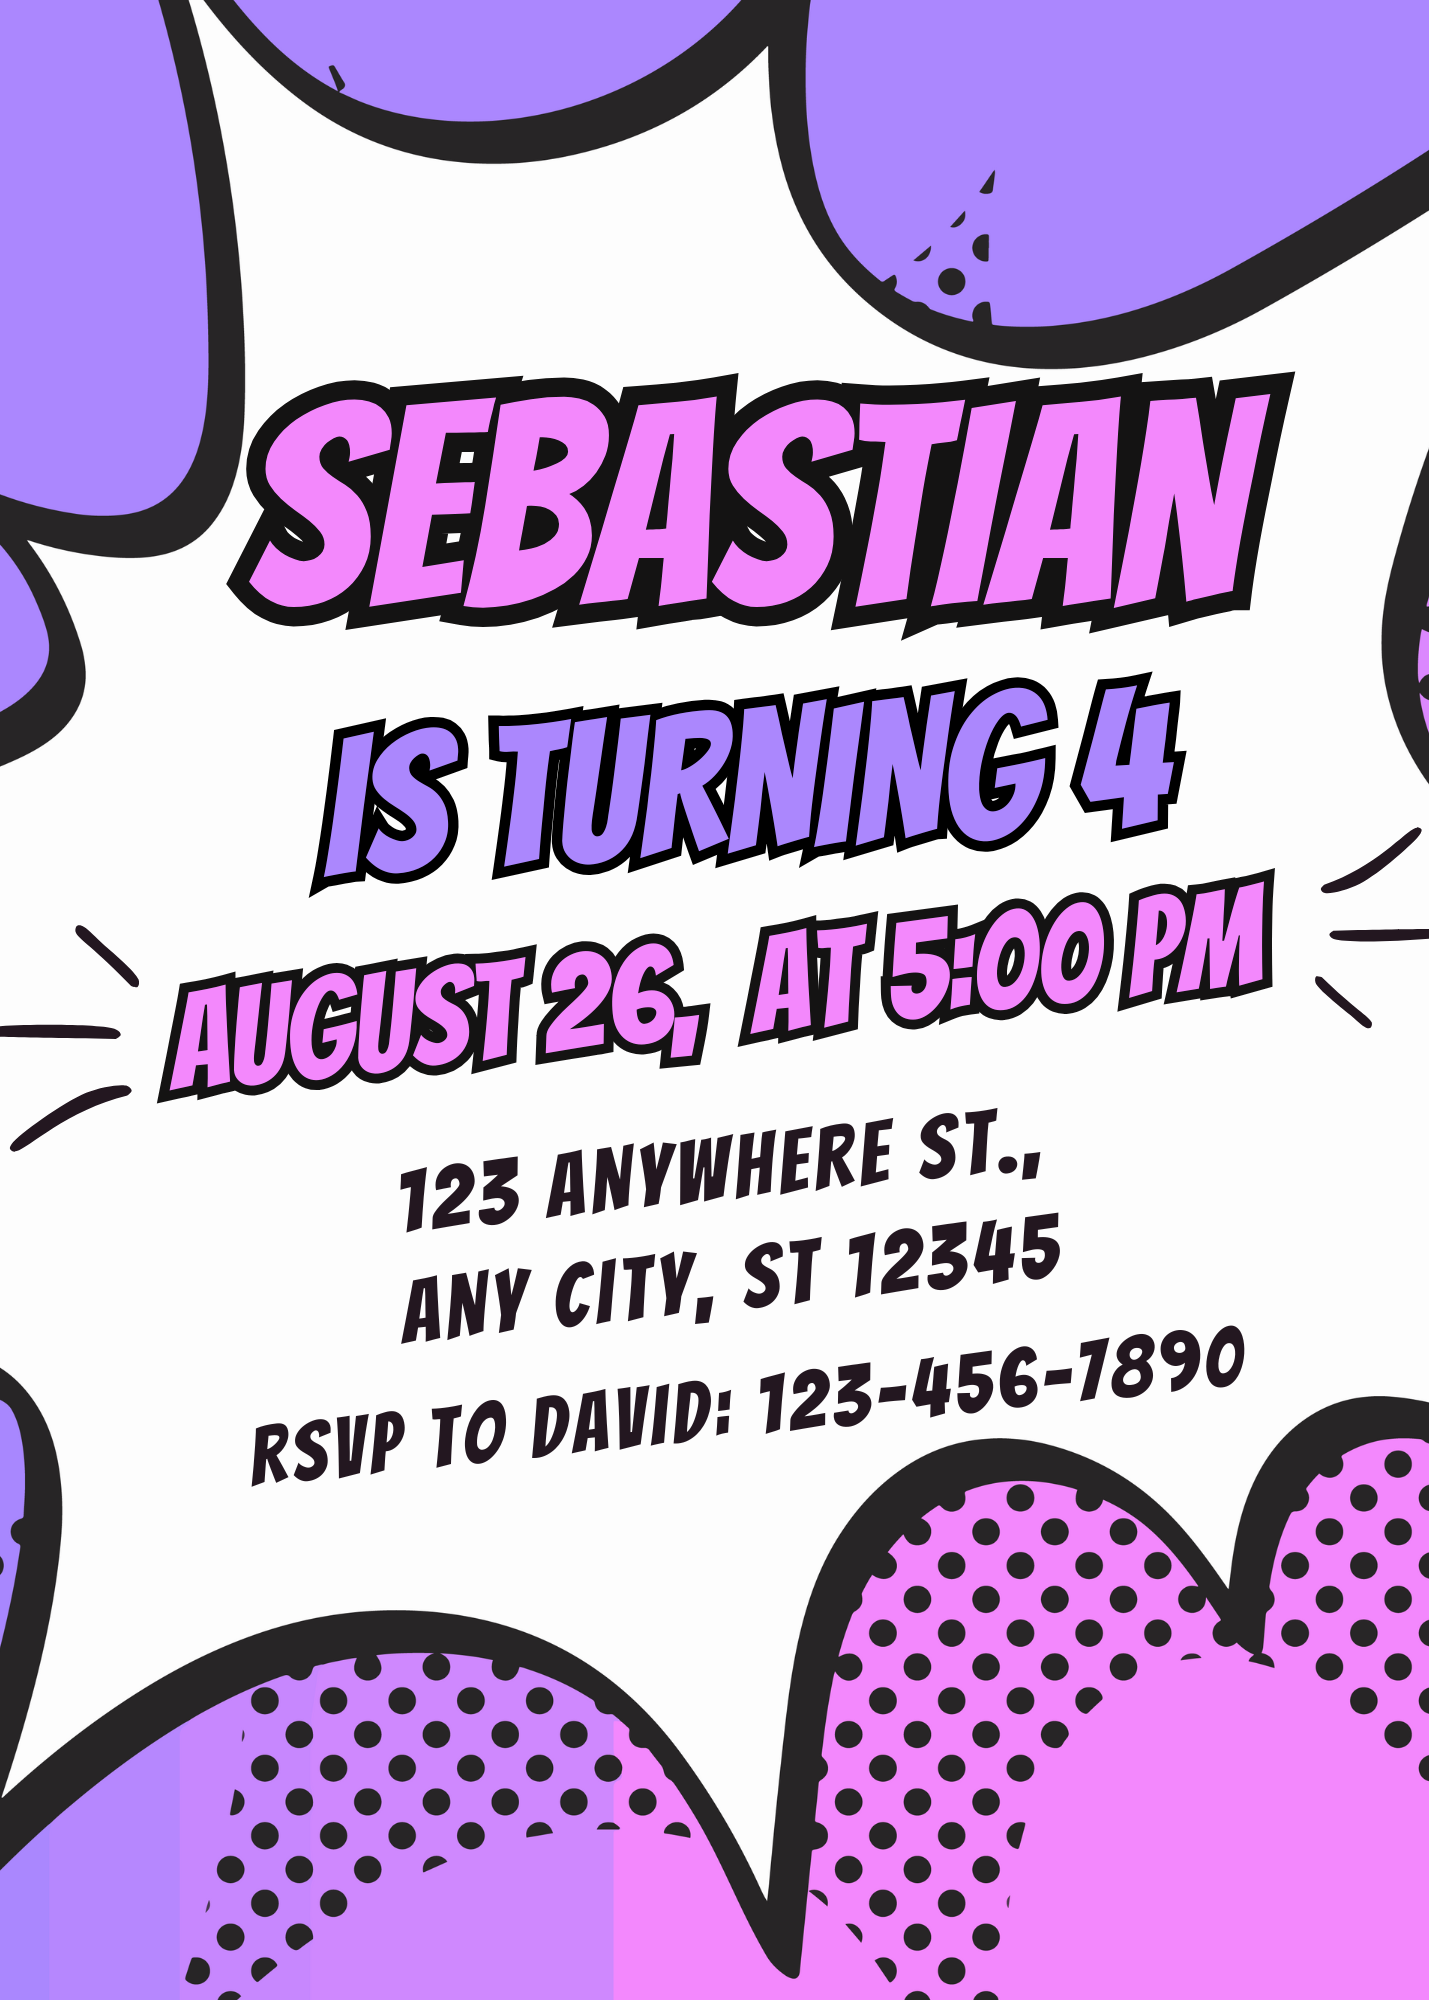 SEBASTIAN
IS TURNING 4
AUGUST 26, AT 5:00 PM
123 ANYWHERE ST.,
ANY CITY, ST 12345
RSVP TO DAVID: 123-456-7890